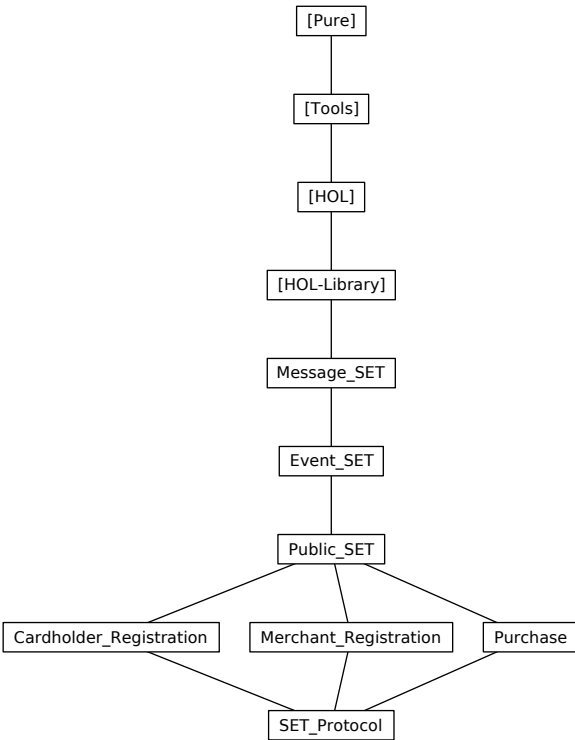 [Pure]
[Tools]
[HOL]
[HOL-Library]
Message_SET
Event_SET
Public_SET
Cardholder_Registration
Merchant_Registration
Purchase
SET_Protocol